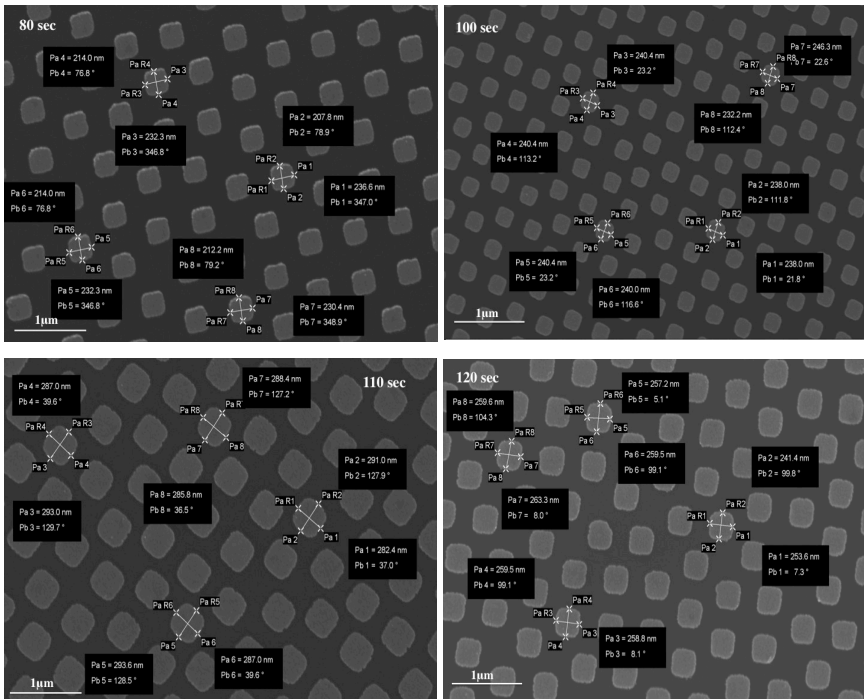 80 sec
Pa 4 = 214.0 nm
Pb 4 = 76.8 °
Pa R4
Pa 3
Pa R3
Pa 4
Pa 2 = 207.8 nm
Pb 2 = 78.9 °
Pa 3 = 232.3 nm
Pb 3 = 346.8 °
Pa R2
Pa 1
Pa R1
Pa 2
Pa 6 = 214.0 nm
Pb 6 = 76.8 °
Pa 1 = 236.6 nm
Pb 1 = 347.0 °
Pa R6
Pa 5
Pa R5
Pa 6
Pa 8 = 212.2 nm
Pb 8 = 79.2 °
Pa 5 = 232.3 nm
Pb 5 = 346.8 °
Pa R8
Pa 7
Pa R7
Pa 8
Pa 7 = 230.4 nm
Pb 7 = 348.9 °
1µm
100 sec
Pa 3 = 240.4 nm
Pb 3 = 23.2 °
Pa 7 = 246.3 nm
Pb 7 = 22.6 °
Pa R8
Pa R7
Pa 8
Pa 7
Pa R4
Pa R3
Pa 4
Pa 3
Pa 8 = 232.2 nm
Pb 8 = 112.4 °
Pa 4 = 240.4 nm
Pb 4 = 113.2 °
Pa 2 = 238.0 nm
Pb 2 = 111.8 °
Pa R6
Pa R5
Pa 6
Pa 5
Pa R2
Pa R1
Pa 2
Pa 1
Pa 5 = 240.4 nm
Pb 5 = 23.2 °
Pa 1 = 238.0 nm
Pb 1 = 21.8 °
Pa 6 = 240.0 nm
Pb 6 = 116.6 °
1µm
110 sec
Pa 4 = 287.0 nm
Pb 4 = 39.6 °
Pa 7 = 288.4 nm
Pb 7 = 127.2 °
Pa R8
Pa R
Pa 7
Pa 8
Pa R4
Pa R3
Pa 3
Pa 4
Pa 2 = 291.0 nm
Pb 2 = 127.9 °
Pa 8 = 285.8 nm
Pb 8 = 36.5 °
Pa 3 = 293.0 nm
Pb 3 = 129.7 °
Pa R1
Pa R2
Pa 2
Pa 1
Pa 1 = 282.4 nm
Pb 1 = 37.0 °
Pa R6
Pa R5
Pa 5
Pa 6
Pa 5 = 293.6 nm
Pb 5 = 128.5 °
Pa 6 = 287.0 nm
Pb 6 = 39.6 °
1µm
120 sec
Pa 5 = 257.2 nm
Pb 5 = 5.1 °
Pa 8 = 259.6 nm
Pb 8 = 104.3 °
Pa R6
Pa R5
Pa 5
Pa 6
Pa R8
Pa R7
Pa 7
Pa 8
Pa 6 = 259.5 nm
Pb 6 = 99.1 °
Pa 2 = 241.4 nm
Pb 2 = 99.8 °
Pa 7 = 263.3 nm
Pb 7 = 8.0 °
Pa R2
Pa R1
Pa 1
Pa 2
Pa 4 = 259.5 nm
Pb 4 = 99.1 °
Pa 1 = 253.6 nm
Pb 1 = 7.3 °
Pa R4
Pa R3
Pa 3
Pa 4
Pa 3 = 258.8 nm
Pb 3 = 8.1 °
1µm